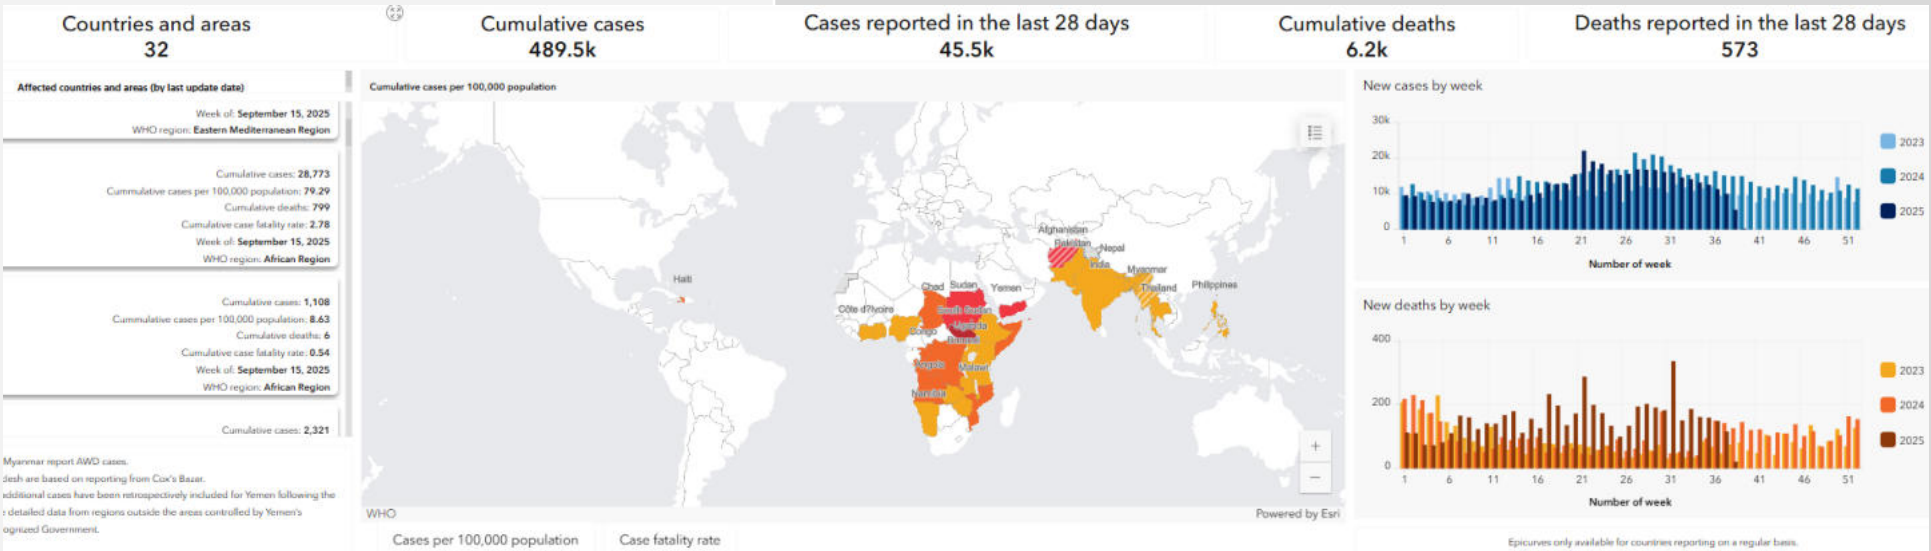 Countries and areas
32
Cumulative cases
489.5k
Cases reported in the last 28 days
45.5k
Cumulative deaths
6.2k
Deaths reported in the last 28 days
573
Affected countries and areas (by last update date)
Week of: September 15, 2025
WHO region: Eastern Mediterranean Region
Cumulative cases: 28,773
Cummulative cases per 100,000 population: 79.29
Cumulative deaths: 799
Cumulative case fatality rate: 2.78
Week of: September 15, 2025
WHO region: African Region
Cumulative cases: 1,108
Cummulative cases per 100,000 population: 8.63
Cumulative deaths: 6
Cumulative case fatality rate: 0.54
Week of: September 15, 2025
WHO region: African Region
Cumulative cases: 2,321
Myanmar report AWD cases.
desh are based on reporting from Cox's Bazar.
additional cases have been retrospectively included for Yemen following the
detailed data from regions outside the areas controlled by Yemen's
ognized Government.
Cumulative cases per 100,000 population
Afghanistan
Pakistan
Nepal
India
Myanmar
Thailand
Philippines
Haiti
Chad
Sudan
Yemen
Côte d?Ivoire
South Sudan
Uganda
Congo
Burundi
Angola
Malawi
Namibia
+
−
WHO
Powered by Esri
Cases per 100,000 population
Case fatality rate
New cases by week
30k
20k
10k
0
1 6 11 16 21 26 31 36 41 46 51
Number of week
2023
2024
2025
New deaths by week
400
200
0
1 6 11 16 21 26 31 36 41 46 51
Number of week
2023
2024
2025
Epicurves only available for countries reporting on a regular basis.